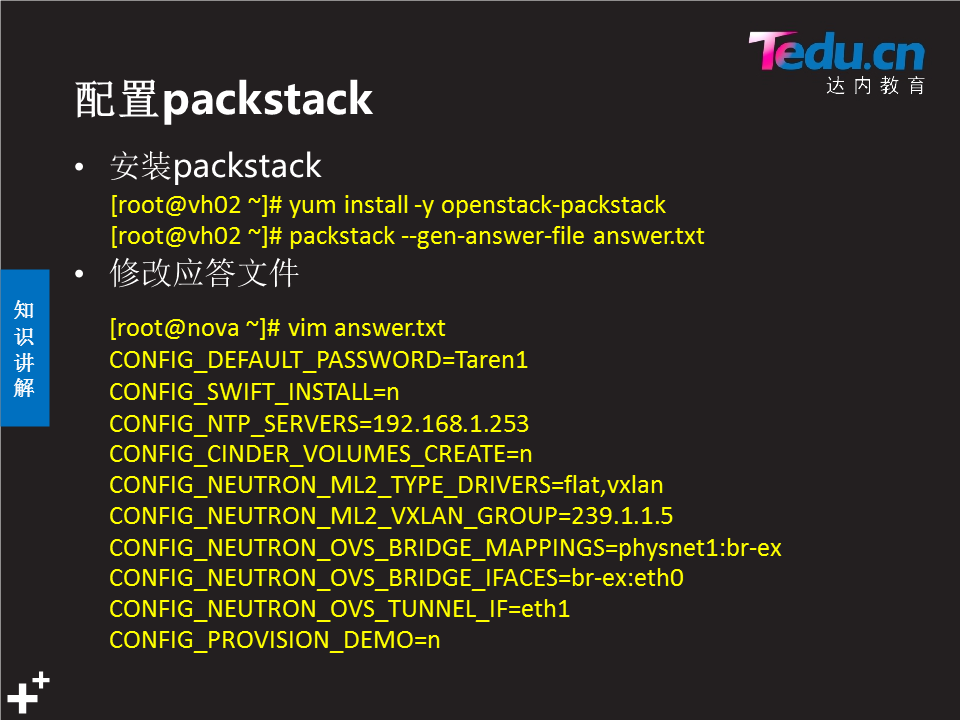 Tedu.cn
达内教育
配置packstack
• 安装packstack
[root@vh02 ~]# yum install -y openstack-packstack
[root@vh02 ~]# packstack --gen-answer-file answer.txt
• 修改应答文件
[root@nova ~]# vim answer.txt
CONFIG_DEFAULT_PASSWORD=Taren1
CONFIG_SWIFT_INSTALL=n
CONFIG_NTP_SERVERS=192.168.1.253
CONFIG_CINDER_VOLUMES_CREATE=n
CONFIG_NEUTRON_ML2_TYPE_DRIVERS=flat,vxlan
CONFIG_NEUTRON_ML2_VXLAN_GROUP=239.1.1.5
CONFIG_NEUTRON_OVS_BRIDGE_MAPPINGS=physnet1:br-ex
CONFIG_NEUTRON_OVS_BRIDGE_IFACES=br-ex:eth0
CONFIG_NEUTRON_OVS_TUNNEL_IF=eth1
CONFIG_PROVISION_DEMO=n
知
识
讲
解